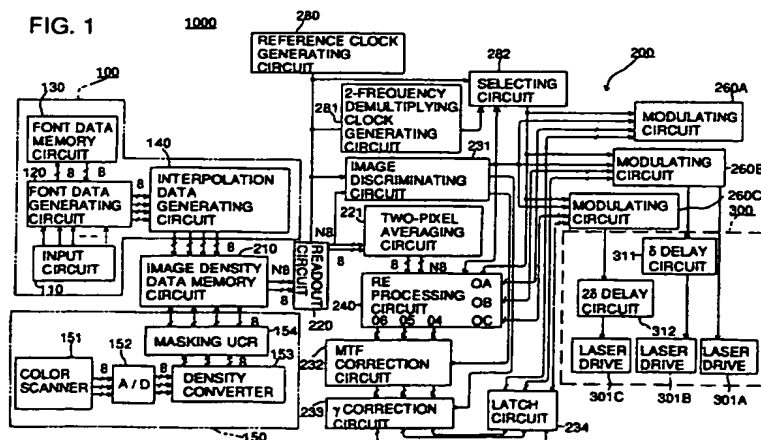 FIG. 1
1000
280
REFERENCE CLOCK
GENERATING
CIRCUIT
282
SELECTING
CIRCUIT
200
260A
MODULATING
CIRCUIT
100
130
FONT DATA
MEMORY
CIRCUIT
8
8
120
FONT DATA
GENERATING
CIRCUIT
8
INPUT
CIRCUIT
110
140
INTERPOLATION
DATA
GENERATING
CIRCUIT
8
281
2-FREQUENCY
DEMULTIPLYING
CLOCK
GENERATING
CIRCUIT
231
IMAGE
DISCRIMINATING
CIRCUIT
MODULATING
CIRCUIT
260B
MODULATING
CIRCUIT
260C
300
N8
221
8
TWO-PIXEL
AVERAGING
CIRCUIT
8
N8
210
IMAGE DENSITY
DATA MEMORY
CIRCUIT
N8
8
READOUT
CIRCUIT
220
240
RE
PROCESSING
CIRCUIT
OA
OB
OC
06
05
04
311
δ DELAY
CIRCUIT
2δ DELAY
CIRCUIT
312
LASER DRIVE
LASER DRIVE
LASER DRIVE
301C
301B
301A
8
154
MASKING UCR
8
153
151
COLOR
SCANNER
8
152
A/D
8
DENSITY
CONVERTER
150
232
MTF
CORRECTION
CIRCUIT
233
γ CORRECTION
CIRCUIT
LATCH
CIRCUIT
234